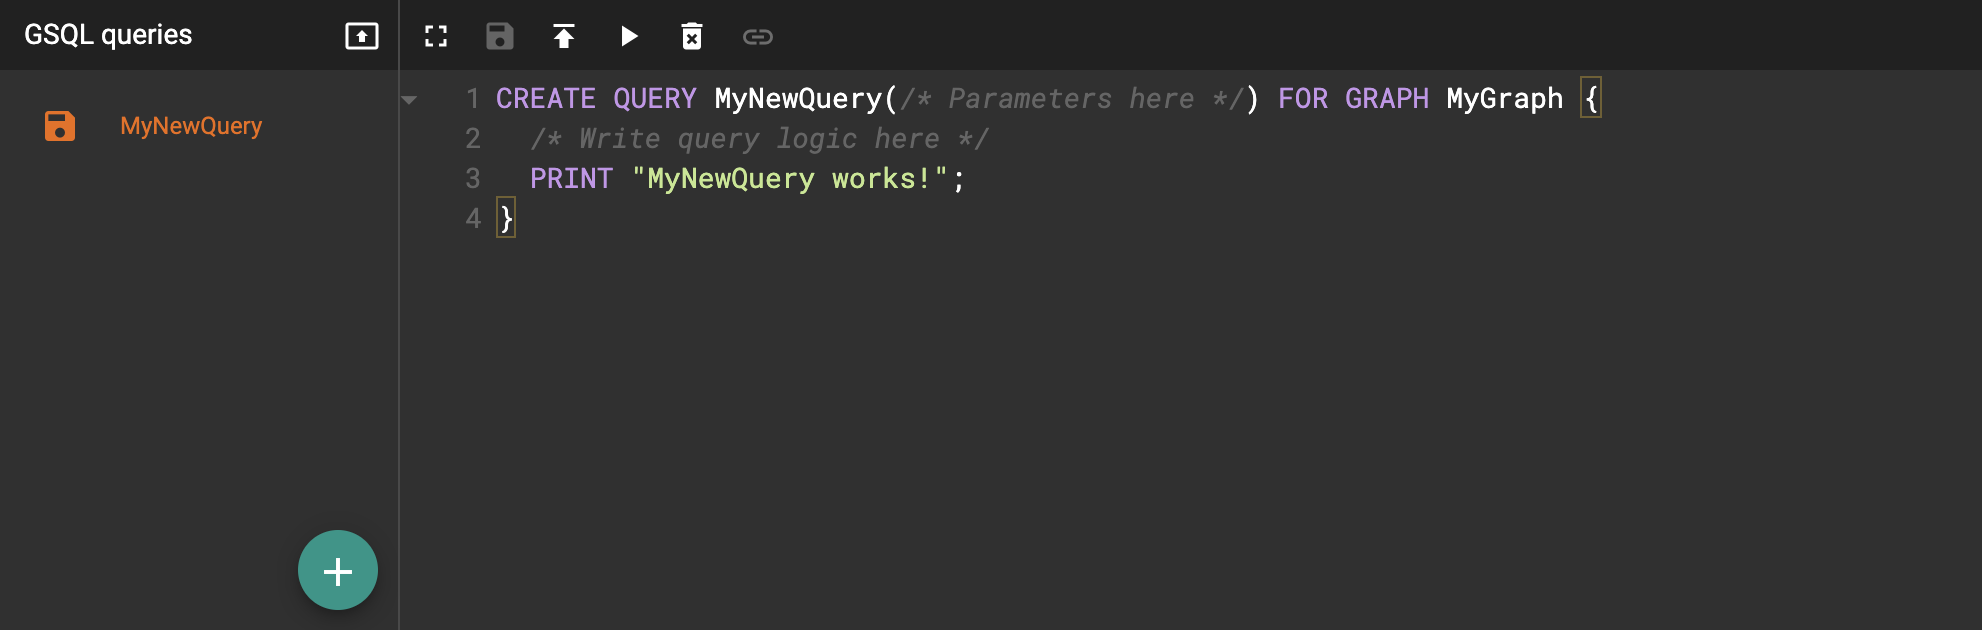 GSQL queries
MyNewQuery
1 CREATE QUERY MyNewQuery(/* Parameters here */) FOR GRAPH MyGraph {
2 /* Write query logic here */
3 PRINT "MyNewQuery works!";
4 }